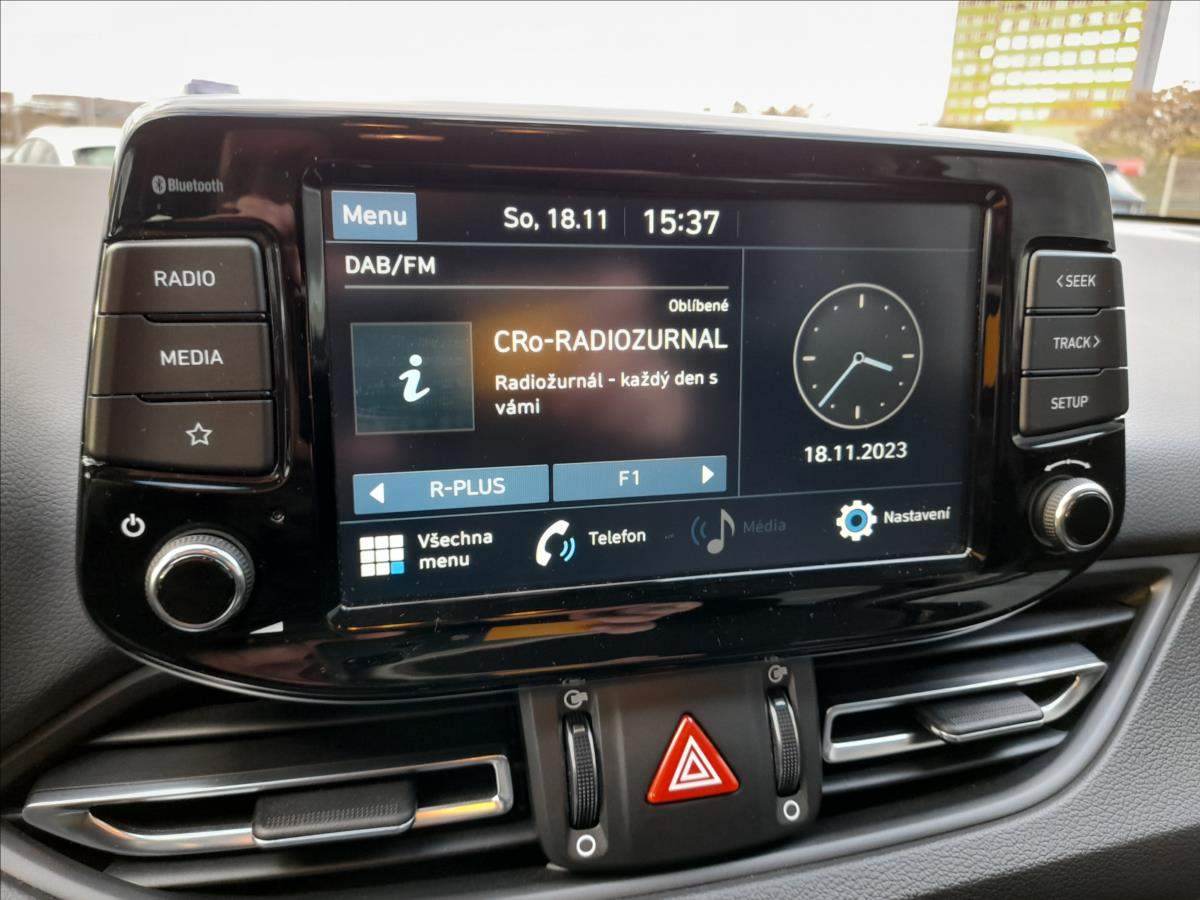 Bluetooth
RADIO
MEDIA
Menu
So, 18.11
15:37
DAB/FM
Oblíbené
CRo-RADIOZURNAL
Radiožurnál - každý den s
vámi
R-PLUS
F1
18.11.2023
Všechna
menu
Telefon
Média
Nastavení
<SEEK
TRACK>
SETUP